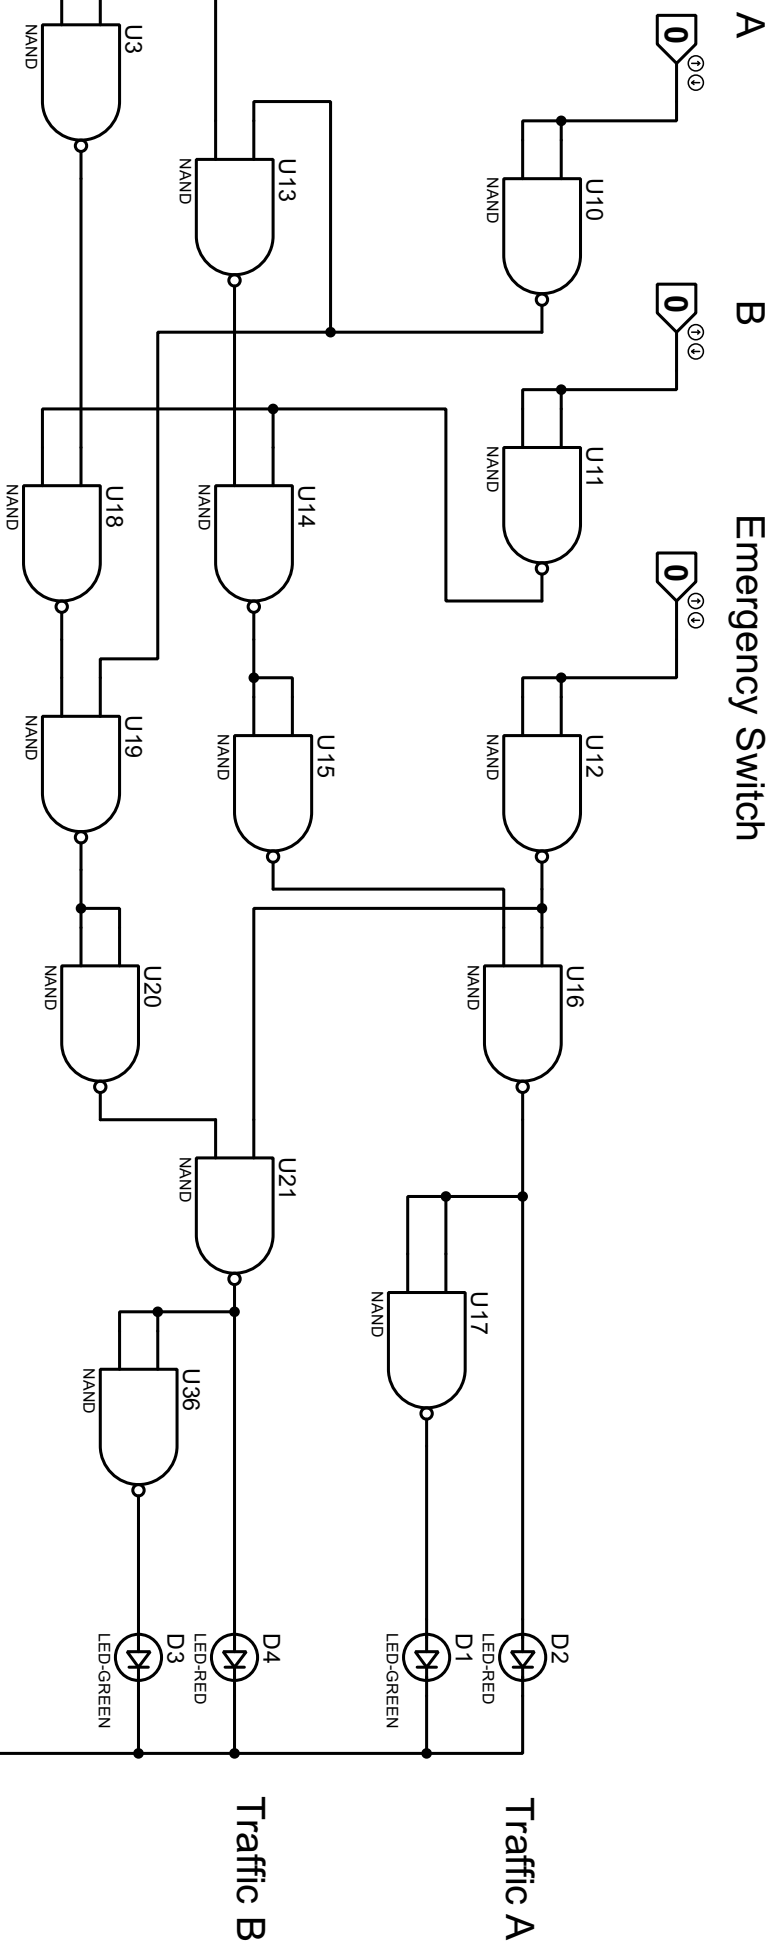 A
B
Emergency Switch
0
0
0
U10
NAND
U11
NAND
U12
NAND
U16
NAND
U17
NAND
D2
LED-RED
D1
LED-GREEN
Traffic A
U13
NAND
U14
NAND
U15
NAND
U21
NAND
D4
LED-RED
Traffic B
U3
NAND
U18
NAND
U19
NAND
U20
NAND
U36
NAND
D3
LED-GREEN